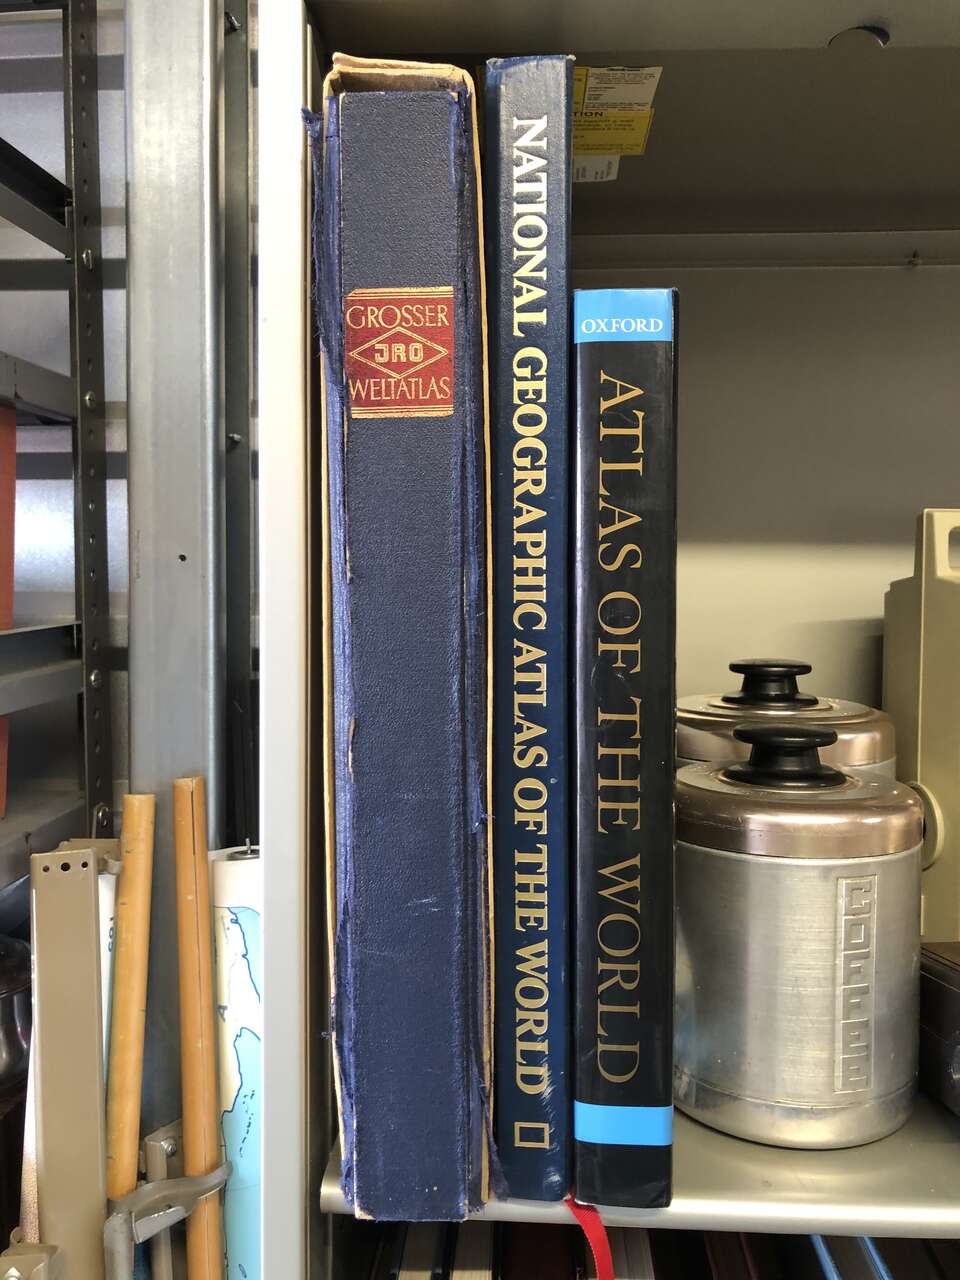 GROSSER
JRO
WELTATLAS
NATIONAL GEOGRAPHIC ATLAS OF THE WORLD
OXFORD
ATLAS OF THE WORLD
COFFEE